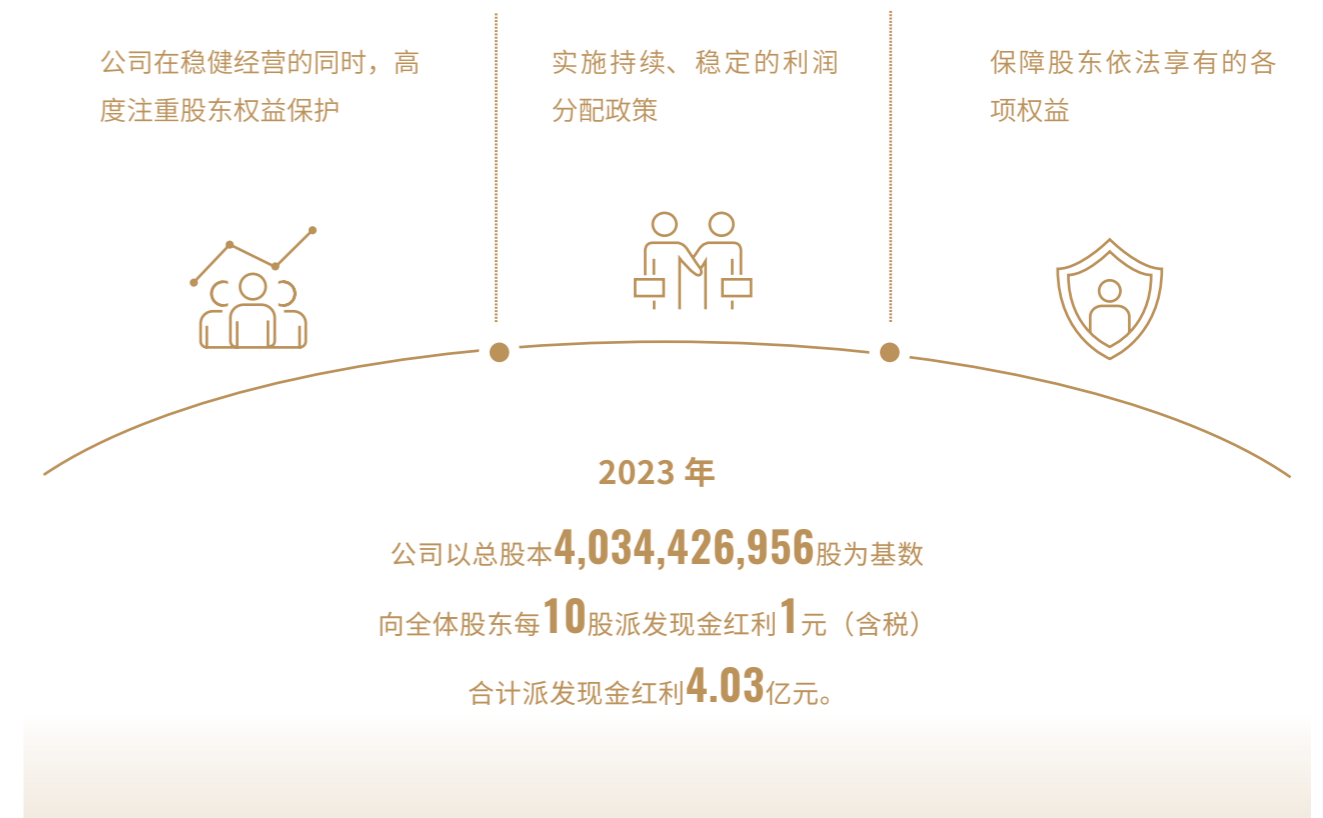 公司在稳健经营的同时，高
度注重股东权益保护
实施持续、稳定的利润
分配政策
保障股东依法享有的各
项权益
2023 年
公司以总股本4,034,426,956股为基数
向全体股东每10股派发现金红利1元（含税）
合计派发现金红利4.03亿元。